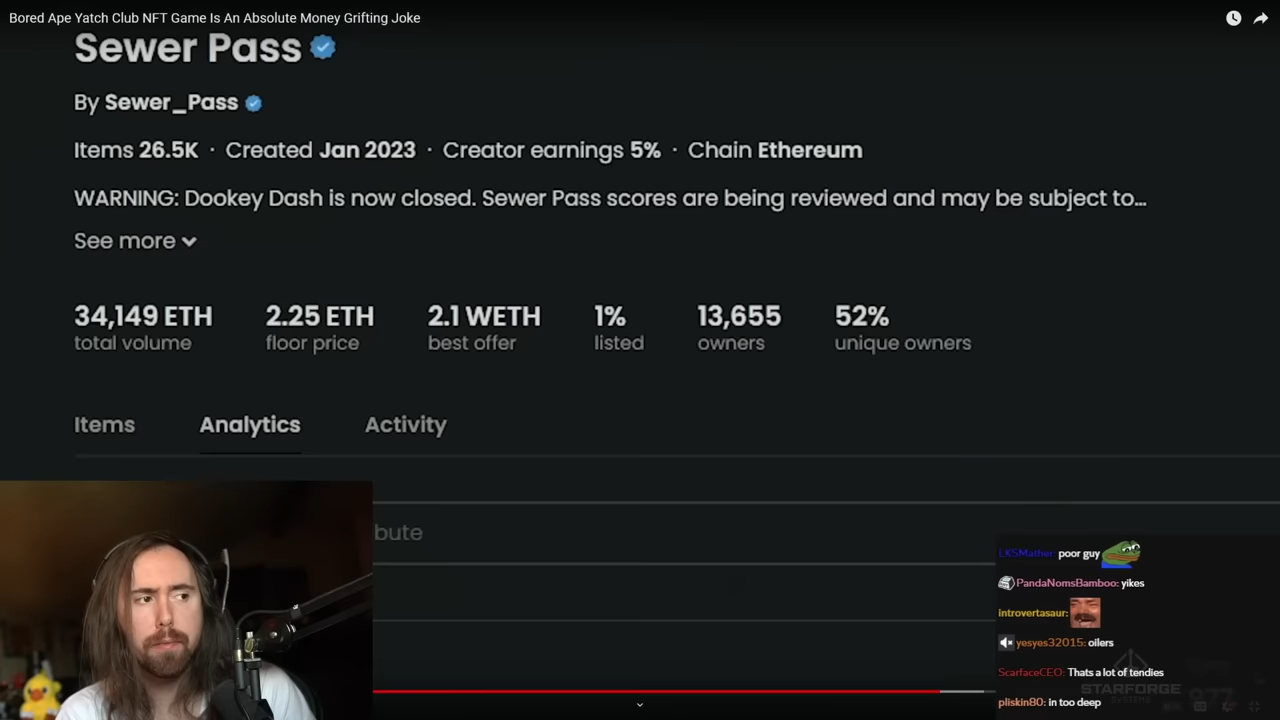 Bored Ape Yatch Club NFT Game Is An Absolute Money Grifting Joke
Sewer Pass
By Sewer_Pass
Items 26.5K · Created Jan 2023 · Creator earnings 5% · Chain Ethereum
WARNING: Dookey Dash is now closed. Sewer Pass scores are being reviewed and may be subject to…
See more
34,149 ETH 2.25 ETH 2.1 WETH 1% 13,655 52%
total volume floor price best offer listed owners unique owners
Items Analytics Activity
bute
LKSMather: poor guy
PandaNomsBamboo: yikes
introvertasaur:
yesyes32015: oilers
ScarfaceCEO: Thats a lot of tendies
STARFORGE
SYSTEMS
pliskin80: in too deep